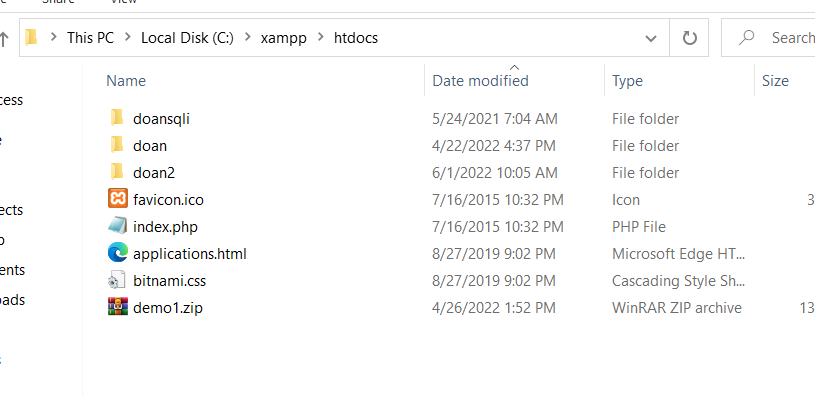 This PC > Local Disk (C:) > xampp > htdocs Search
Name Date modified Type Size
doansqli 5/24/2021 7:04 AM File folder
doan 4/22/2022 4:37 PM File folder
doan2 6/1/2022 10:05 AM File folder
favicon.ico 7/16/2015 10:32 PM Icon 3
index.php 7/16/2015 10:32 PM PHP File
applications.html 8/27/2019 9:02 PM Microsoft Edge HT...
bitnami.css 8/27/2019 9:02 PM Cascading Style Sh...
demo1.zip 4/26/2022 1:52 PM WinRAR ZIP archive 13
cess
ects
ents
oads